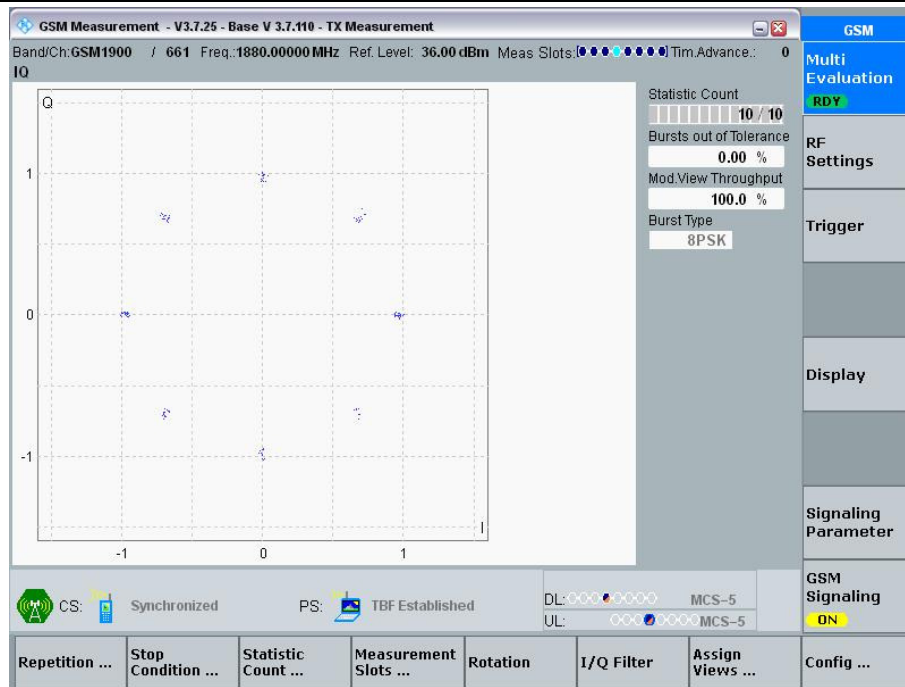 GSM Measurement - V3.7.25 - Base V 3.7.110 - TX Measurement
Band/Ch:GSM1900 / 661 Freq.:1880.00000 MHz Ref. Level: 36.00 dBm Meas Slots: Tim.Advance.: 0
IQ
Q
Statistic Count
10 / 10
Bursts out of Tolerance
0.00 %
Mod.View Throughput
100.0 %
Burst Type
8PSK
1
0
-1
I
-1 0 1
CS: Synchronized PS: TBF Established
DL: MCS-5
UL: MCS-5
GSM
Multi
Evaluation
RDY
RF
Settings
Trigger
Display
Signaling
Parameter
GSM
Signaling
ON
Repetition ...
Stop
Condition ...
Statistic
Count ...
Measurement
Slots ...
Rotation
I/Q Filter
Assign
Views ...
Config ...